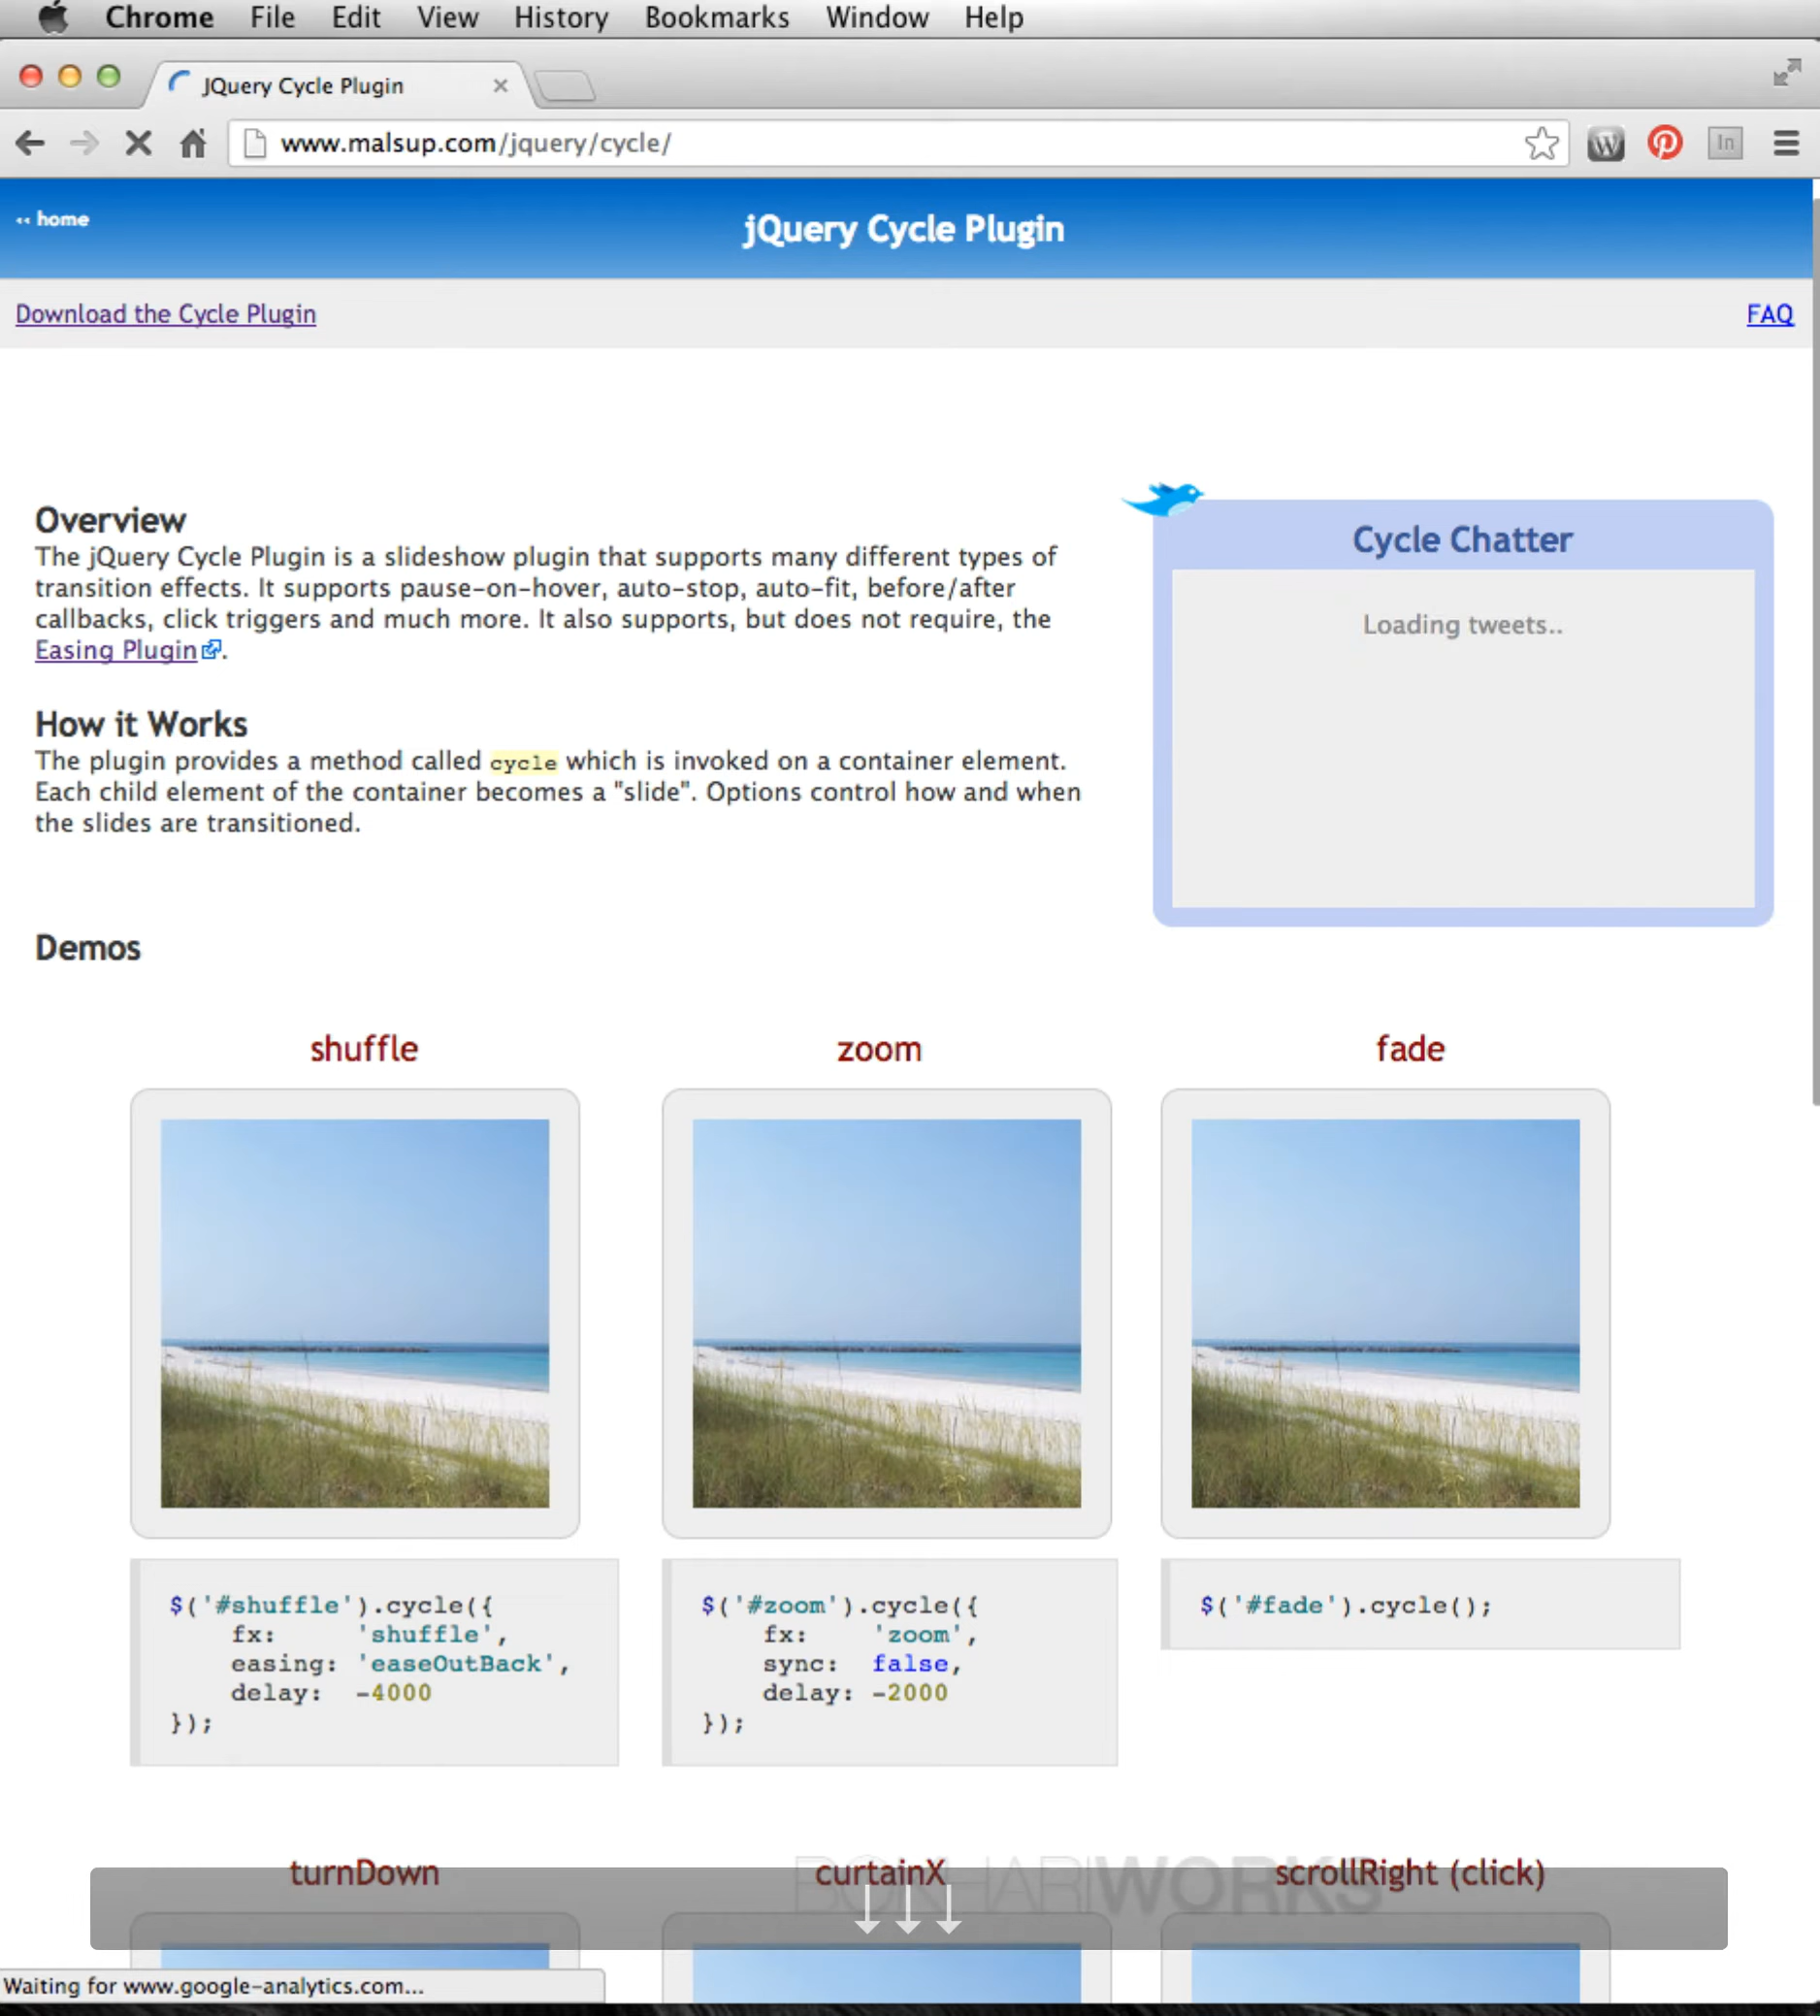 Chrome File Edit View History Bookmarks Window Help
JQuery Cycle Plugin
www.malsup.com/jquery/cycle/
In
‹‹ home
jQuery Cycle Plugin
Download the Cycle Plugin
FAQ
Overview
The jQuery Cycle Plugin is a slideshow plugin that supports many different types of
transition effects. It supports pause-on-hover, auto-stop, auto-fit, before/after
callbacks, click triggers and much more. It also supports, but does not require, the
Easing Plugin.
How it Works
The plugin provides a method called cycle which is invoked on a container element.
Each child element of the container becomes a "slide". Options control how and when
the slides are transitioned.
Cycle Chatter
Loading tweets..
Demos
shuffle
zoom
fade
$('#shuffle').cycle({
fx: 'shuffle',
easing: 'easeOutBack',
delay: -4000
});
$('#zoom').cycle({
fx: 'zoom',
sync: false,
delay: -2000
});
$('#fade').cycle();
turnDown
curtainX
scrollRight (click)
WORKS
Waiting for www.google-analytics.com...